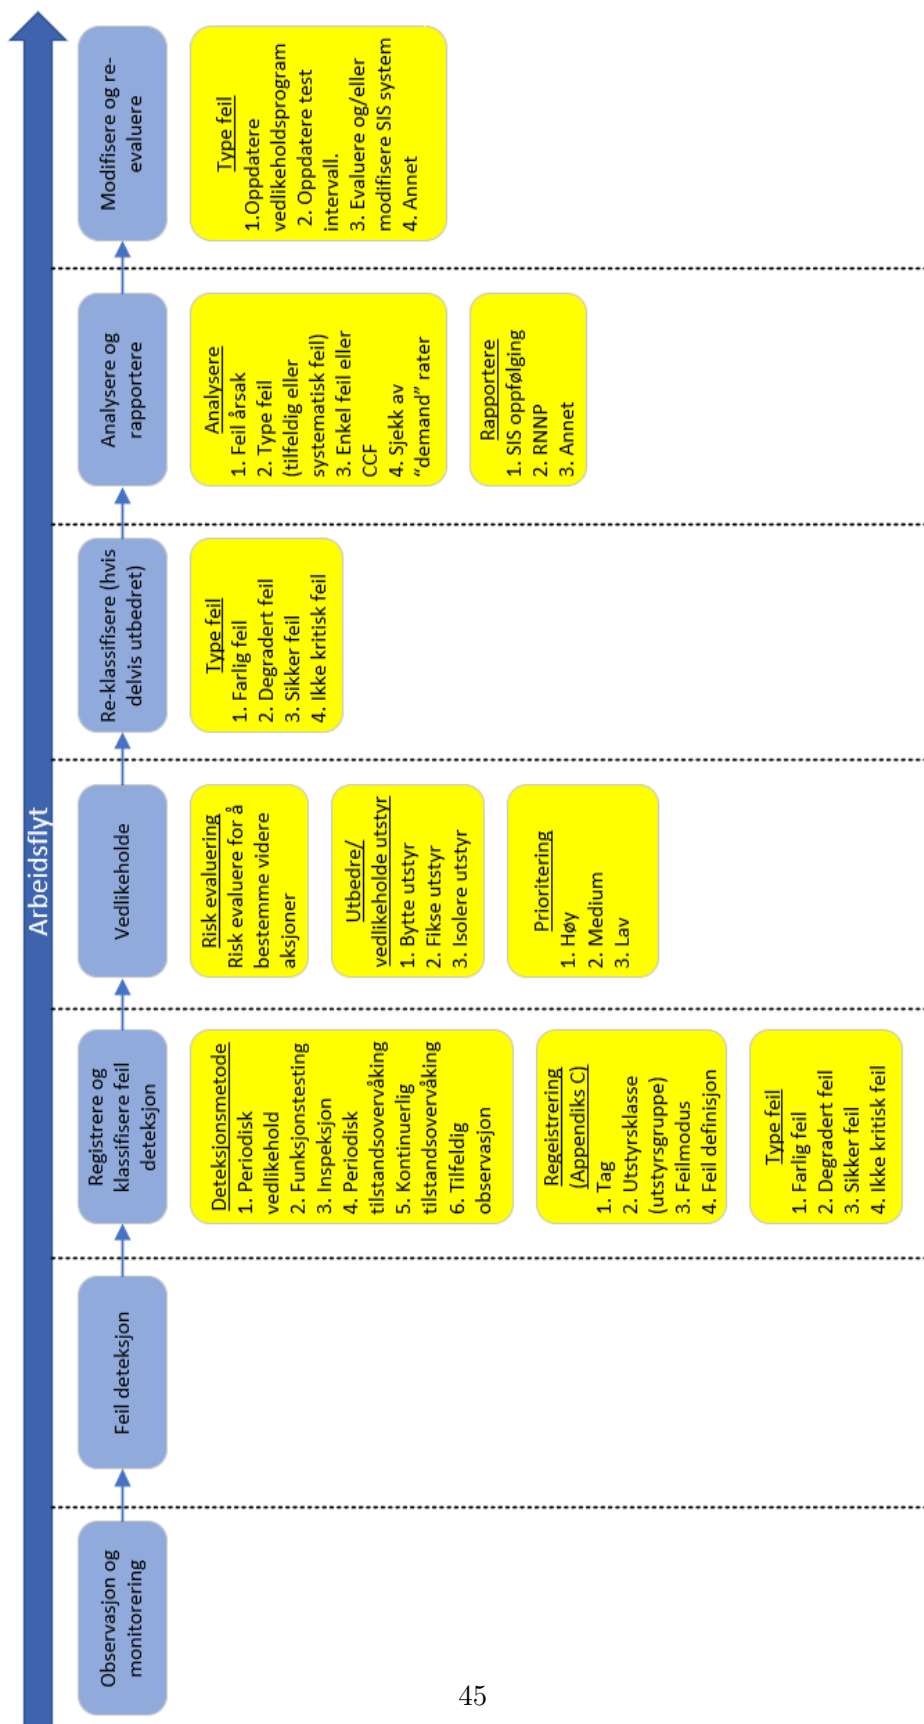 Arbeidsflyt
Observasjon og
monitorering
Feil deteksjon
Registrere og
klassifisere feil
deteksjon
Deteksjonsmetode
1. Periodisk
vedlikehold
2. Funksjonstesting
3. Inspeksjon
4. Periodisk
tilstandsovervåking
5. Kontinuerlig
tilstandsovervåking
6. Tilfeldig
observasjon
Regeistrering
(Appendiks C)
1. Tag
2. Utstyrsklasse
(utstyrsgruppe)
3. Feilmodus
4. Feil definisjon
Type feil
1. Farlig feil
2. Degradert feil
3. Sikker feil
4. Ikke kritisk feil
Vedlikeholde
Risk evaluering
Risk evaluere for å
bestemme videre
aksjoner
Utbedre/
vedlikeholde utstyr
1. Bytte utstyr
2. Fikse utstyr
3. Isolere utstyr
Prioritering
1. Høy
2. Medium
3. Lav
Re-klassifisere (hvis
delvis utbedret)
Type feil
1. Farlig feil
2. Degradert feil
3. Sikker feil
4. Ikke kritisk feil
Analysere og
rapportere
Analysere
1. Feil årsak
2. Type feil
(tilfeldig eller
systematisk feil)
3. Enkel feil eller
CCF
4. Sjekk av
“demand” rater
Rapportere
1. SIS oppfølging
2. RNNP
3. Annet
Modifisere og re-
evaluere
Type feil
1.Oppdatere
vedlikeholdsprogram
2. Oppdatere test
intervall.
3. Evaluere og/eller
modifisere SIS system
4. Annet
45